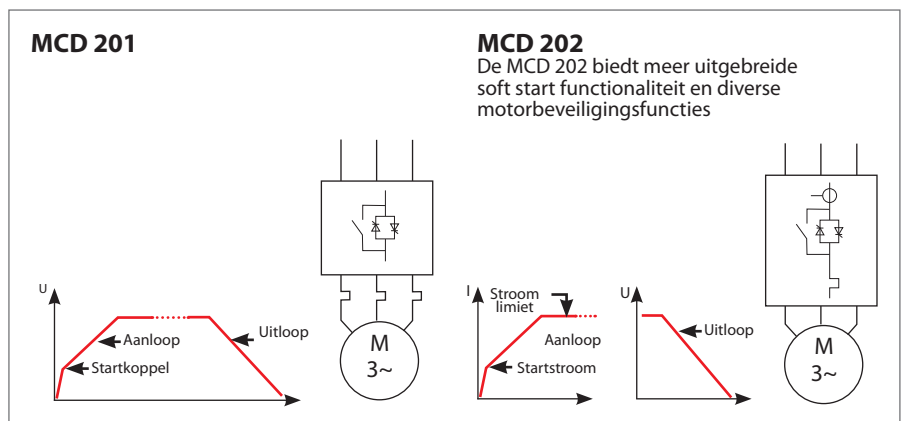 MCD 201
U
Aanloop
Startkoppel
Uitloop
M
3~
MCD 202
De MCD 202 biedt meer uitgebreide
soft start functionaliteit en diverse
motorbeveiligingsfuncties
I
Stroom
limiet
Aanloop
Startstroom
U
Uitloop
M
3~